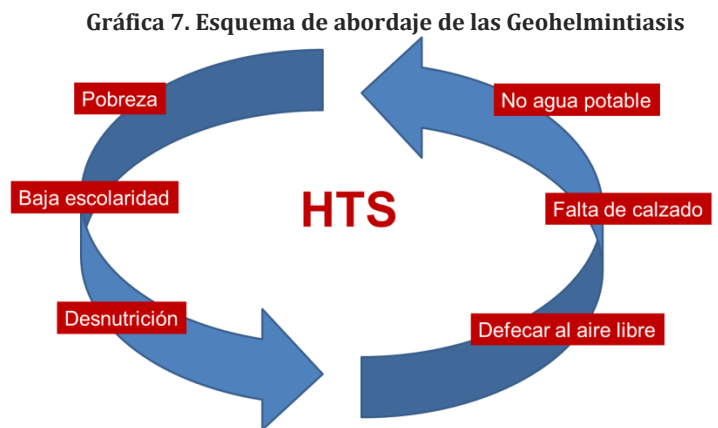 Gráfica 7. Esquema de abordaje de las Geohelmintiasis
Pobreza
No agua potable
Baja escolaridad
HTS
Falta de calzado
Desnutrición
Defecar al aire libre